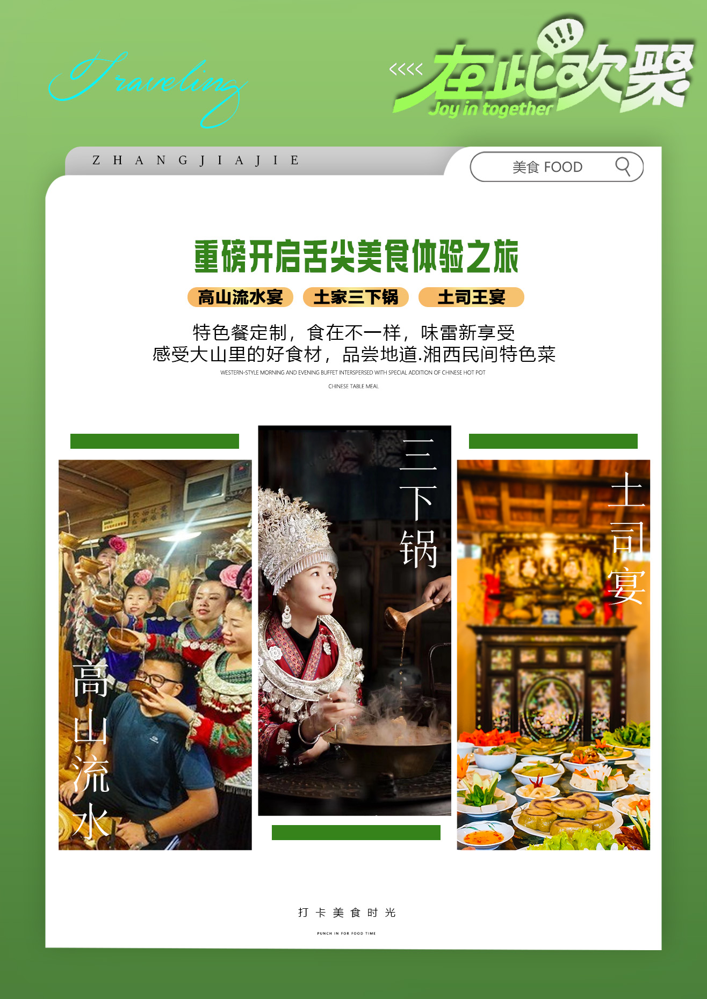 Traveling
<<<< 在此欢聚
!!!
Joy in together
ZHANGJIAJIE
美食 FOOD
重磅开启舌尖美食体验之旅
高山流水宴 土家三下锅 土司王宴
特色餐定制，食在不一样，味蕾新享受
感受大山里的好食材，品尝地道.湘西民间特色菜
WESTERN-STYLE MORNING AND EVENING BUFFET INTERSPERSED WITH SPECIAL ADDITION OF CHINESE HOT POT
CHINESE TABLE MEAL
高山流水
三下锅
土司宴
打卡美食时光
PUNCH IN FOR FOOD TIME